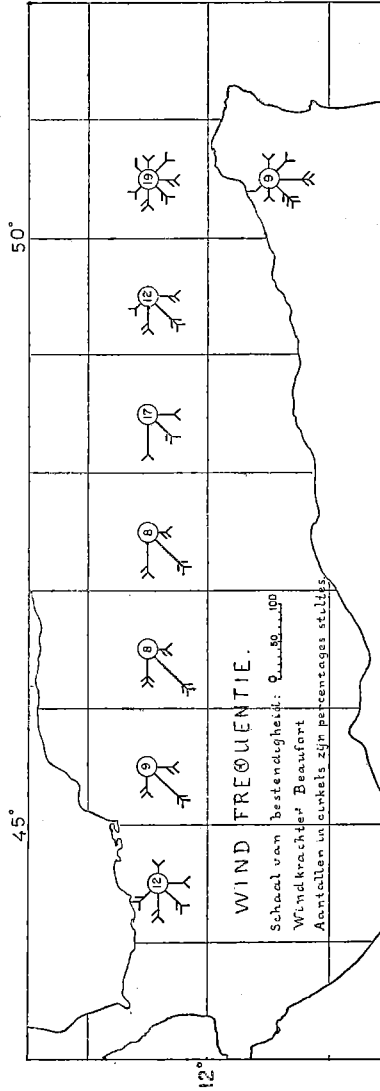 45°
50°
12°
12
9
8
8
17
12
19
9
WIND FREQUENTIE.
Schaal van bestendigheid: 0....50....100
Windkrachten Beaufort
Aantallen in cirkels zijn percentages stiltes.